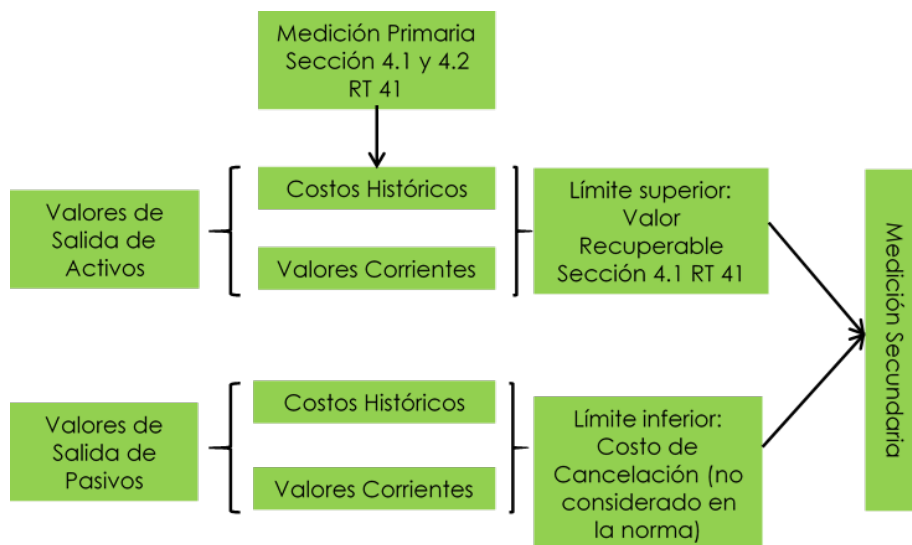 Medición Primaria
Sección 4.1 y 4.2
RT 41
Valores de
Salida de
Activos
Costos Históricos
Valores Corrientes
Límite superior:
Valor
Recuperable
Sección 4.1 RT 41
Medición Secundaria
Valores de
Salida de
Pasivos
Costos Históricos
Valores Corrientes
Límite inferior:
Costo de
Cancelación (no
considerado en
la norma)